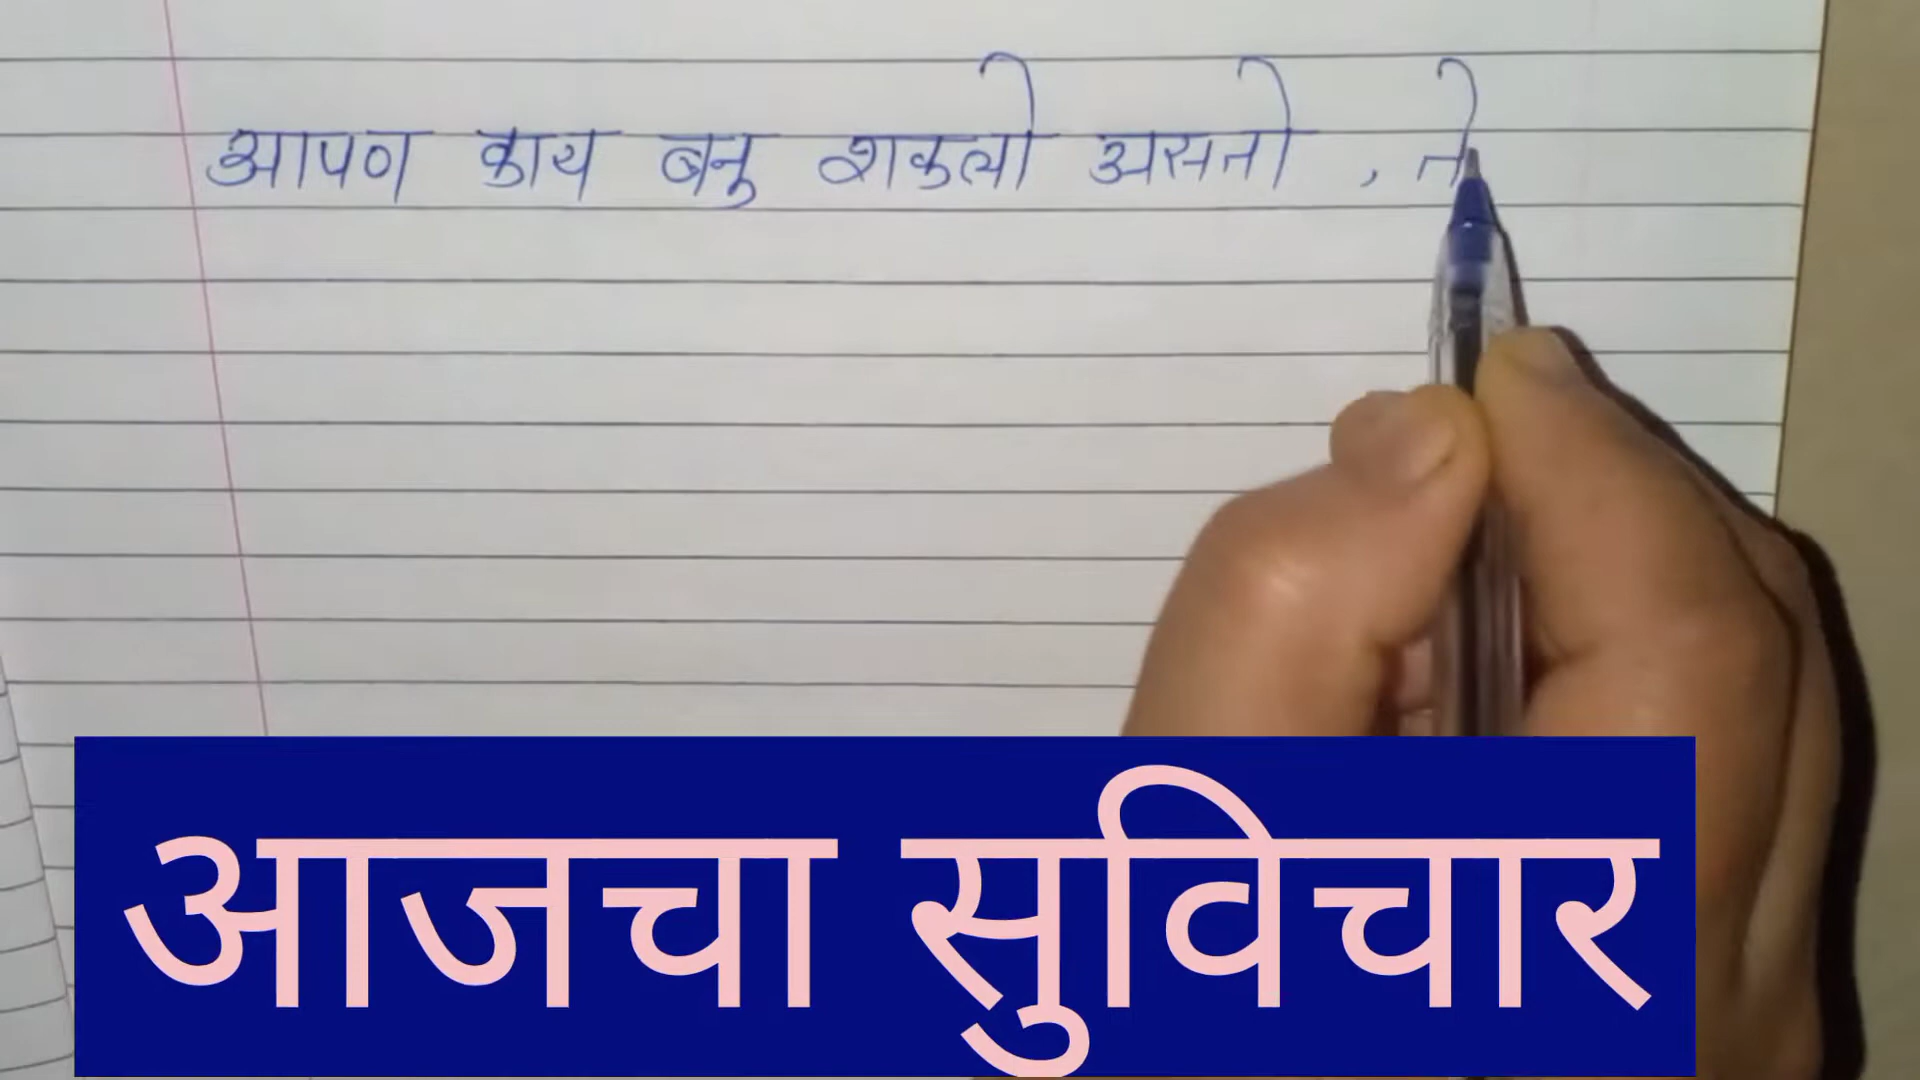 आपण काय बनु शकलो असतो , ते
आजचा सुविचार